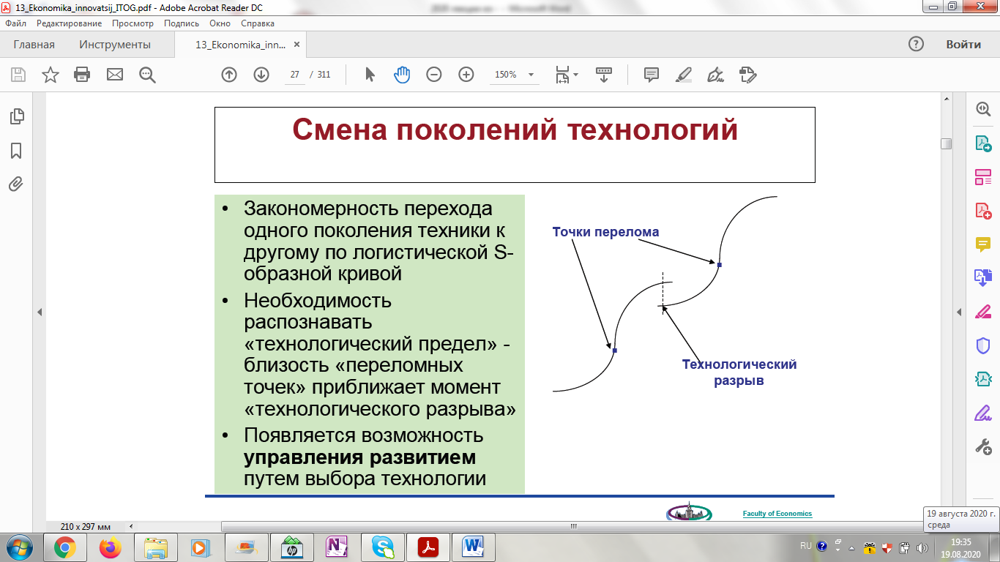 13_Ekonomika_innovatsij_ITOG.pdf - Adobe Acrobat Reader DC
Файл Редактирование Просмотр Подпись Окно Справка
Главная Инструменты 13_Ekonomika_inn... × Войти
27 / 311 150%
Смена поколений технологий
• Закономерность перехода
одного поколения техники к
другому по логистической S-
образной кривой
• Необходимость
распознавать
«технологический предел» -
близость «переломных
точек» приближает момент
«технологического разрыва»
• Появляется возможность
управления развитием
путем выбора технологии
Точки перелома
Технологический
разрыв
Faculty of Economics
210 x 297 мм
19 августа 2020 г.
среда
RU
19:35
19.08.2020